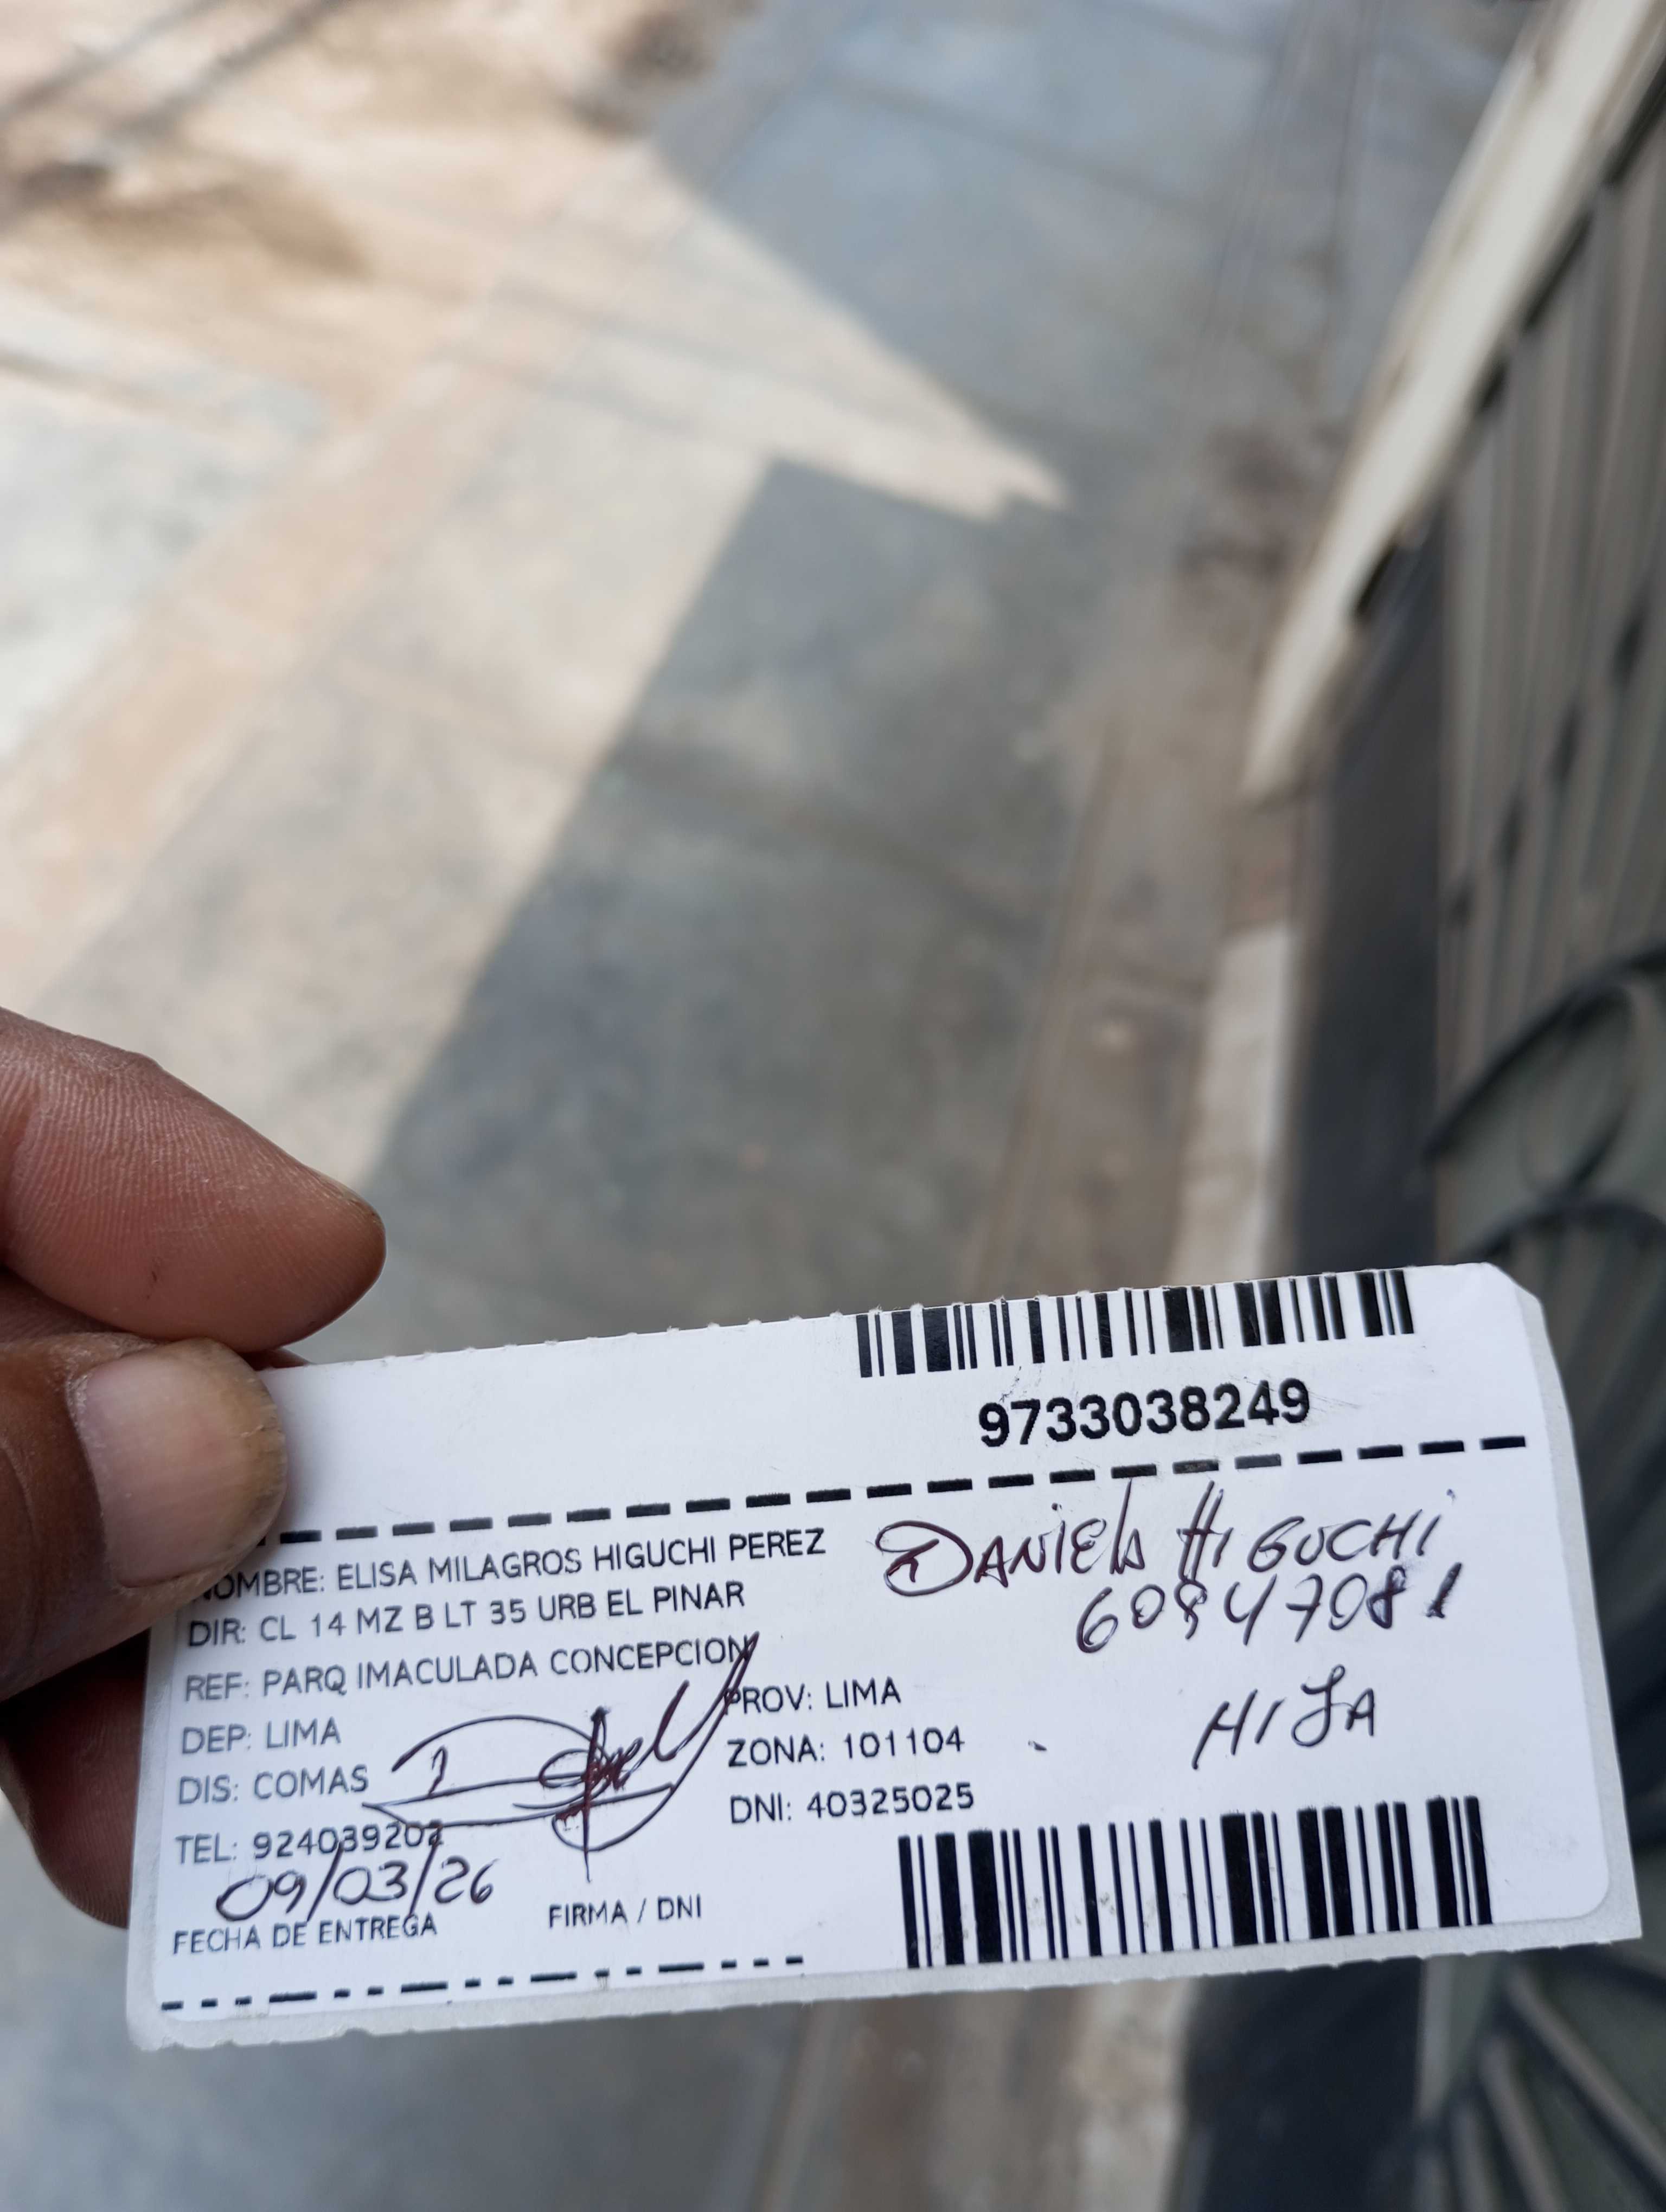 9733038249
NOMBRE: ELISA MILAGROS HIGUCHI PEREZ
DIR: CL 14 MZ B LT 35 URB EL PINAR
REF: PARQ IMACULADA CONCEPCION
DEP: LIMA
PROV: LIMA
DIS: COMAS
ZONA: 101104
TEL: 924039202
DNI: 40325025
09/03/26
FECHA DE ENTREGA
FIRMA / DNI
DANIELA HIGUCHI
60947081
HIJA